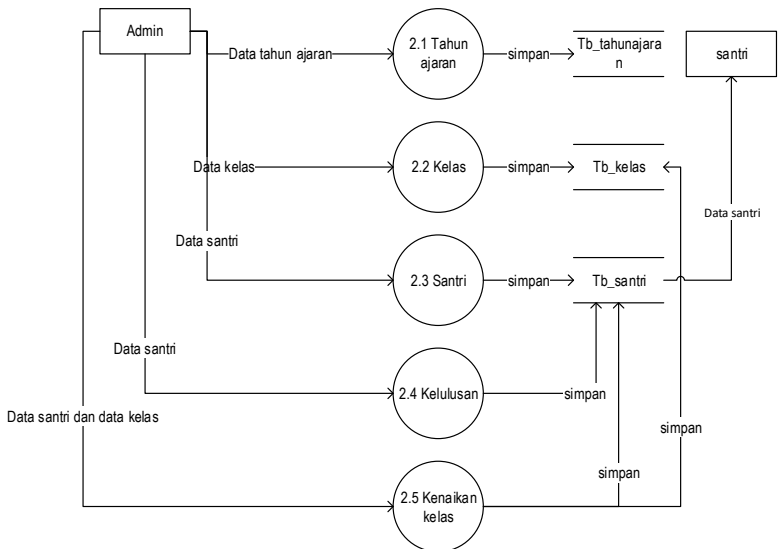 Admin
Data tahun ajaran
2.1 Tahun
ajaran
simpan
Tb_tahunajara
n
santri
Data kelas
2.2 Kelas
simpan
Tb_kelas
Data santri
Data santri
2.3 Santri
simpan
Tb_santri
Data santri
2.4 Kelulusan
simpan
Data santri dan data kelas
simpan
simpan
2.5 Kenaikan
kelas